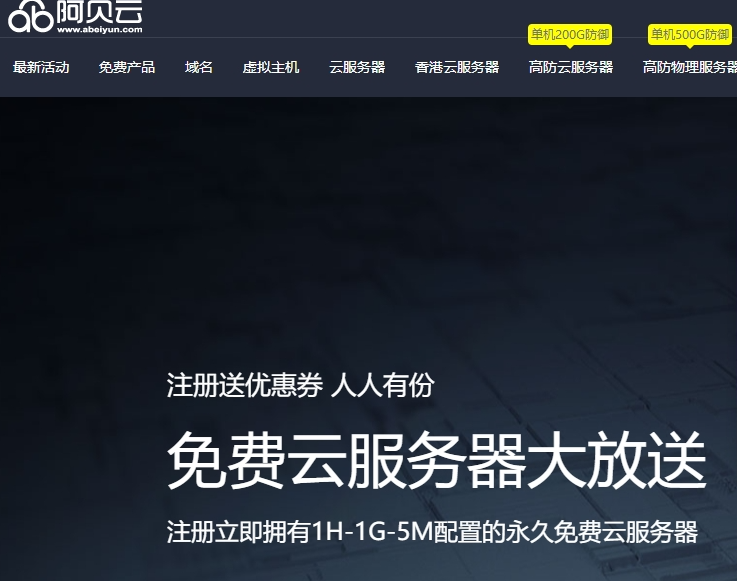 阿贝云
www.abeiyun.com
单机200G防御 单机500G防御
最新活动 免费产品 域名 虚拟主机 云服务器 香港云服务器 高防云服务器 高防物理服务器
注册送优惠券 人人有份
免费云服务器大放送
注册立即拥有1H-1G-5M配置的永久免费云服务器